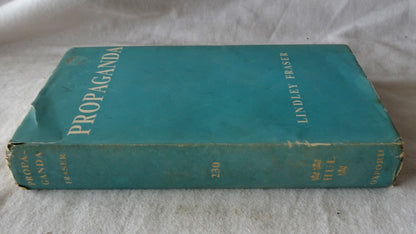 PROPAGANDA
LINDLEY FRASER
PROPA-
GANDA
FRASER
230
H.U.L.
OXFORD